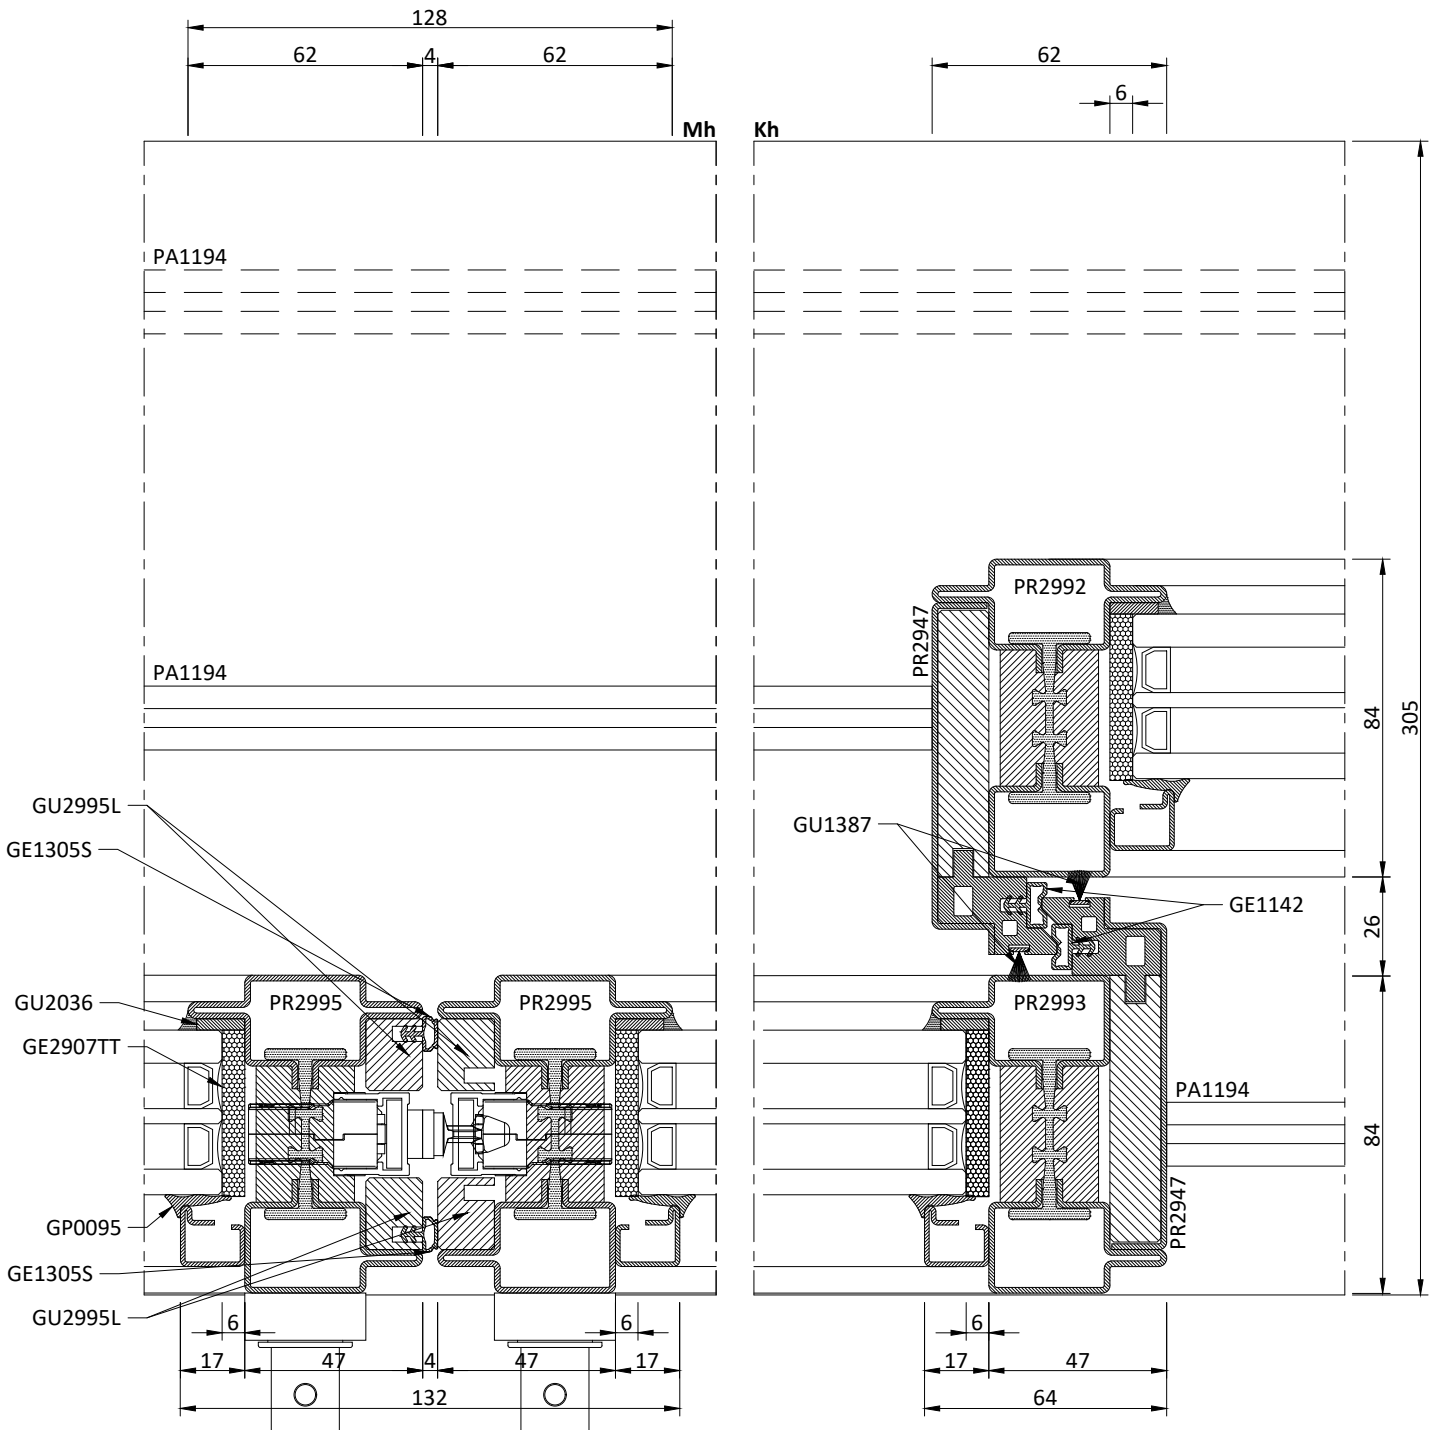 128
62 4 62
62
6
Mh Kh
PA1194
PR2992
PR2947
PA1194
84
305
GU2995L
GE1305S
GU1387
GE1142
26
GU2036
PR2995 PR2995
PR2993
GE2907TT
PA1194
84
GP0095
PR2947
GE1305S
GU2995L
6 6 6
17 47 4 47 17 17 47
132 64